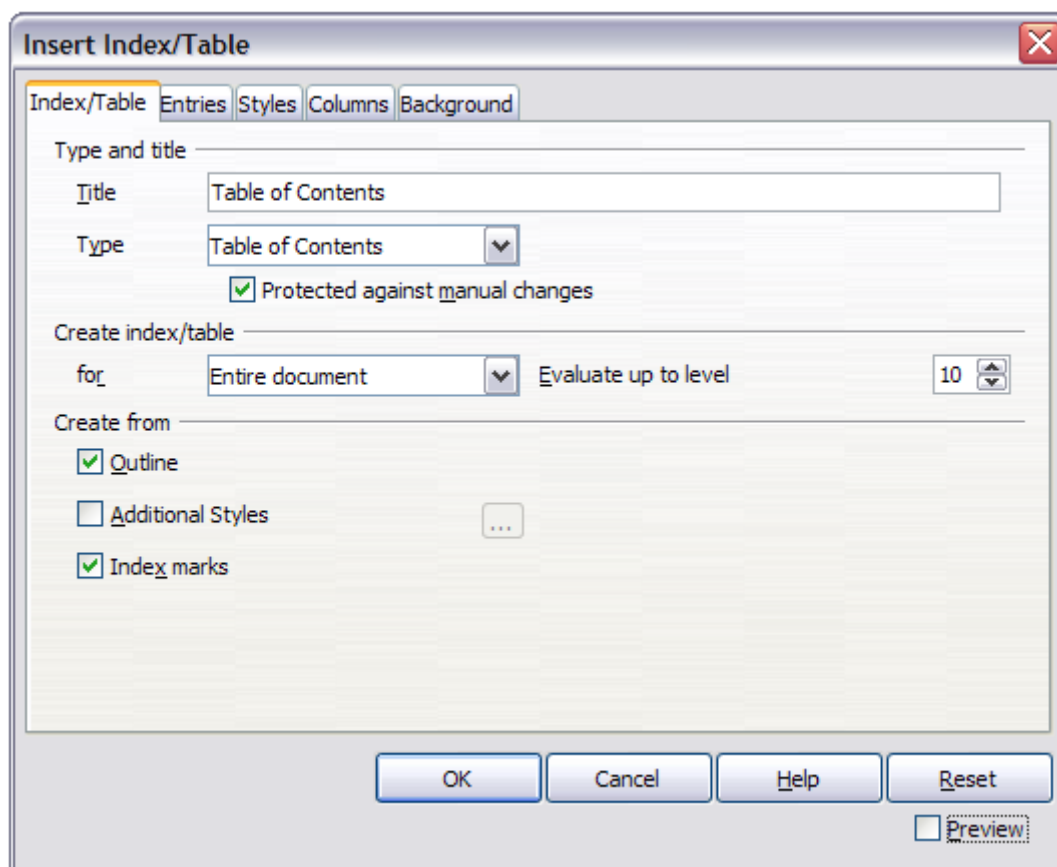 Insert Index/Table
Index/Table Entries Styles Columns Background
Type and title
Title Table of Contents
Type Table of Contents
Protected against manual changes
Create index/table
for Entire document Evaluate up to level 10
Create from
Outline
Additional Styles ...
Index marks
OK Cancel Help Reset
Preview